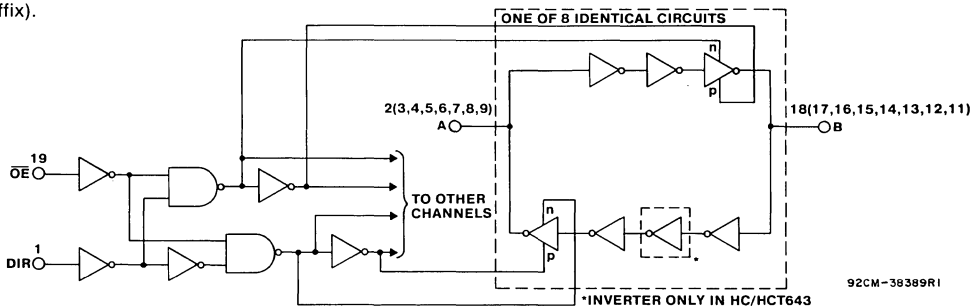 ffix).
ONE OF 8 IDENTICAL CIRCUITS
n
p
2(3,4,5,6,7,8,9)
A
18(17,16,15,14,13,12,11)
B
19
OE
TO OTHER
CHANNELS
n
p
1
DIR
*
92CM-38389RI
*INVERTER ONLY IN HC/HCT643